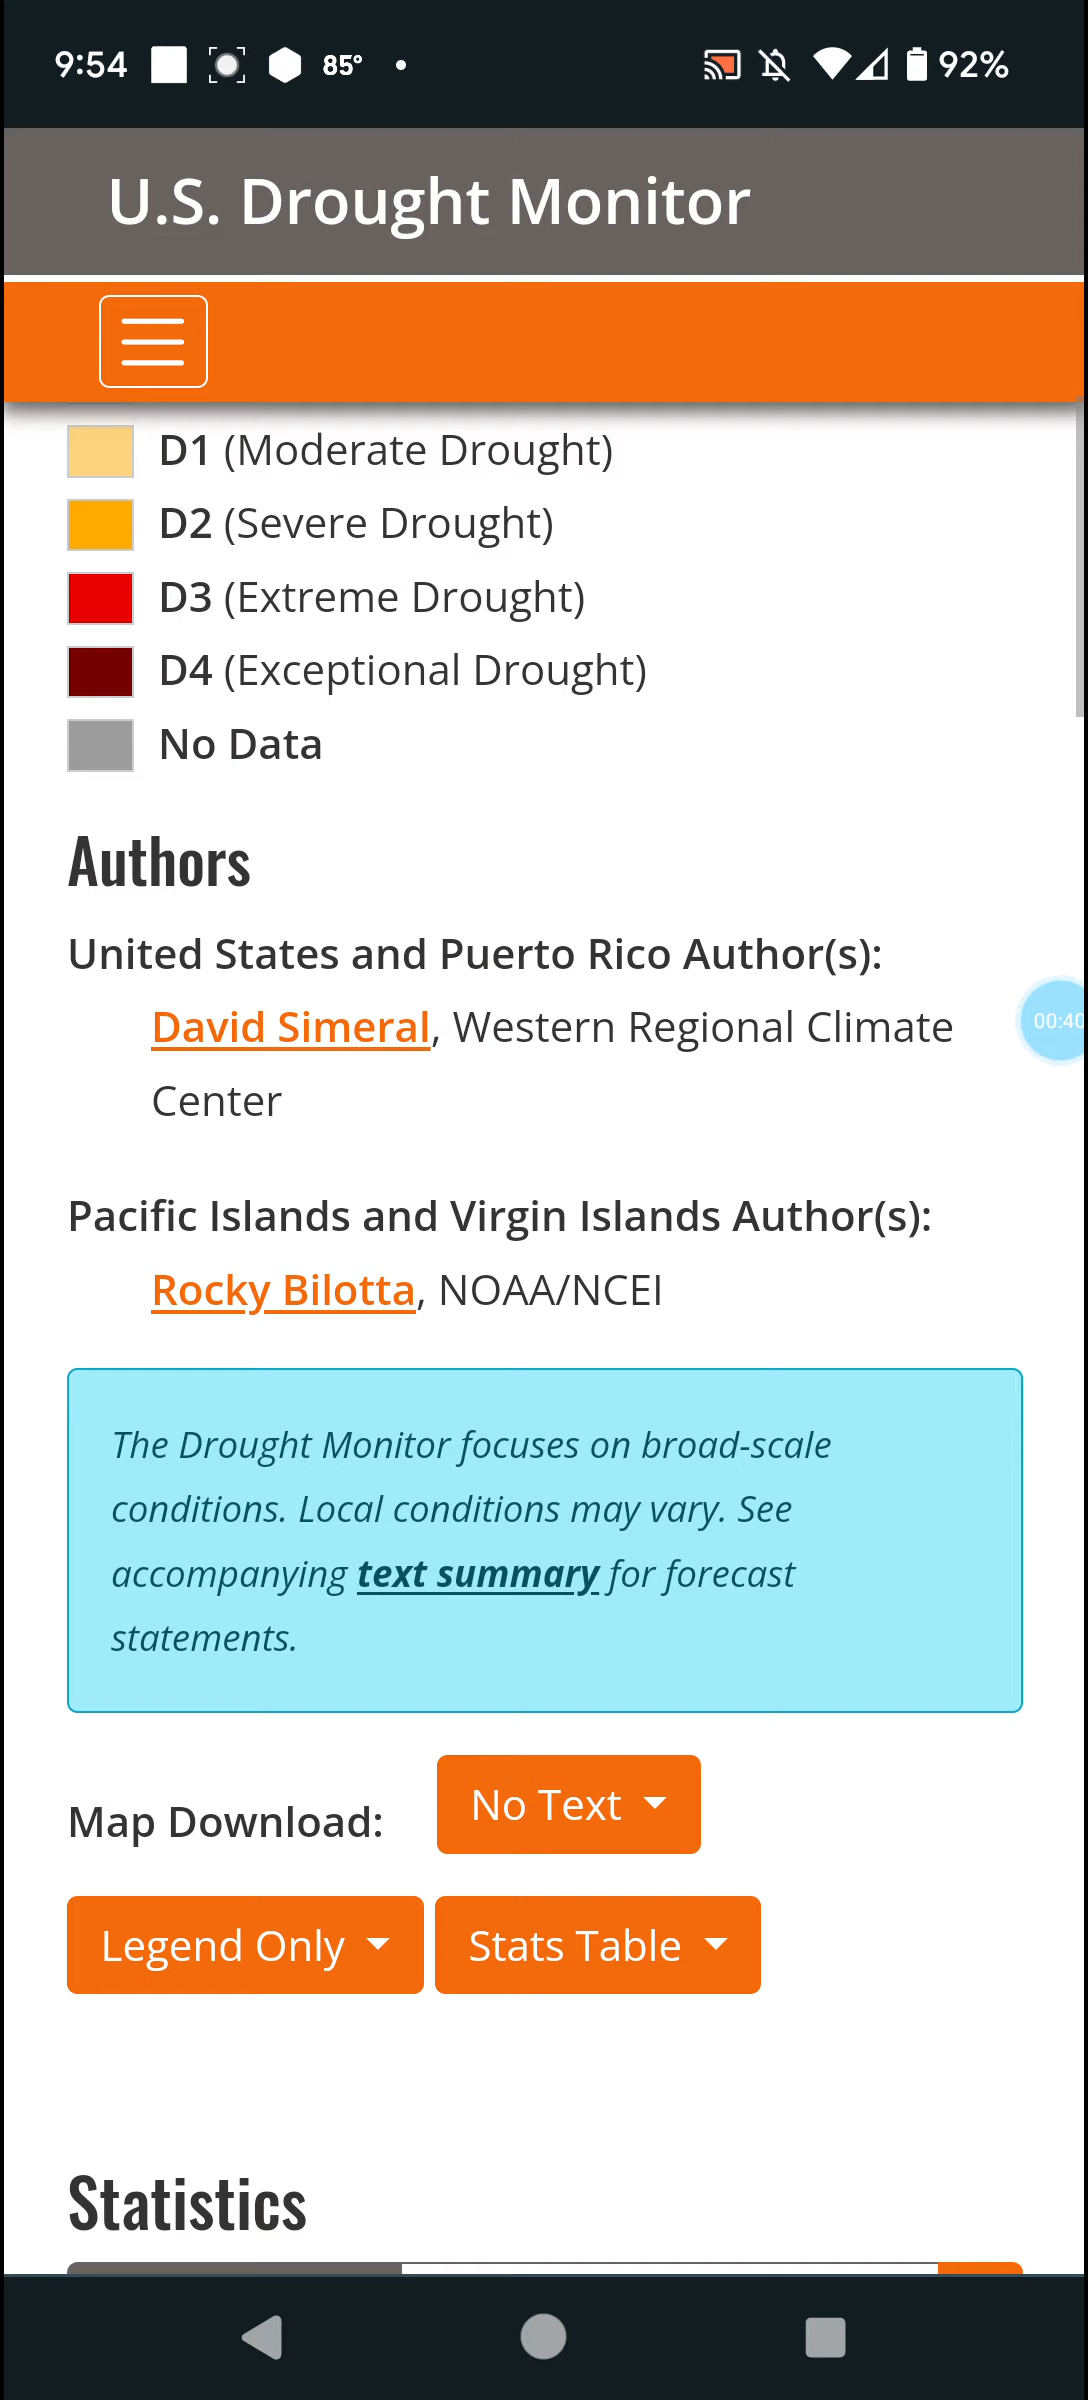 9:54 85° 92%
U.S. Drought Monitor
D1 (Moderate Drought)
D2 (Severe Drought)
D3 (Extreme Drought)
D4 (Exceptional Drought)
No Data
Authors
United States and Puerto Rico Author(s):
David Simeral, Western Regional Climate
Center
00:40
Pacific Islands and Virgin Islands Author(s):
Rocky Bilotta, NOAA/NCEI
The Drought Monitor focuses on broad-scale
conditions. Local conditions may vary. See
accompanying text summary for forecast
statements.
Map Download: No Text
Legend Only Stats Table
Statistics